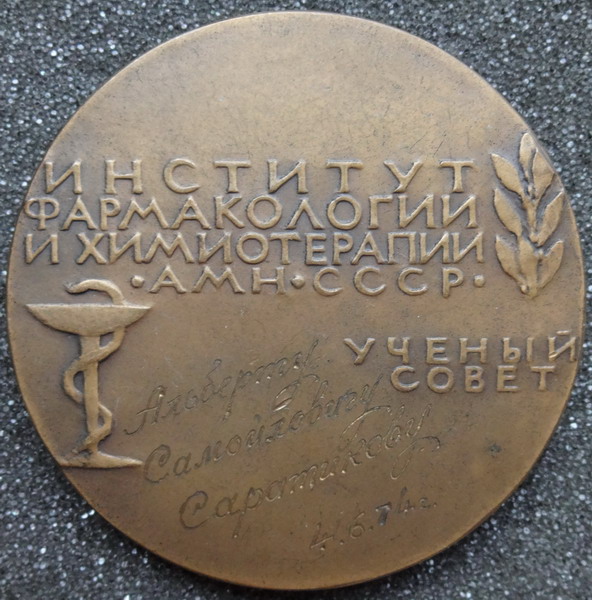 ИНСТИТУТ
ФАРМАКОЛОГИИ
И ХИМИОТЕРАПИИ
·АМН·СССР·
УЧЕНЫЙ
СОВЕТ
Альберту
Самойловичу
Саратикову